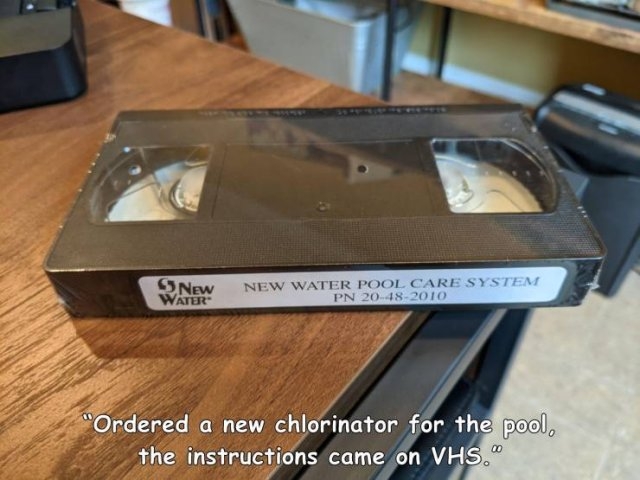 New
Water®
NEW WATER POOL CARE SYSTEM
PN 20-48-2010
"Ordered a new chlorinator for the pool,
the instructions came on VHS."